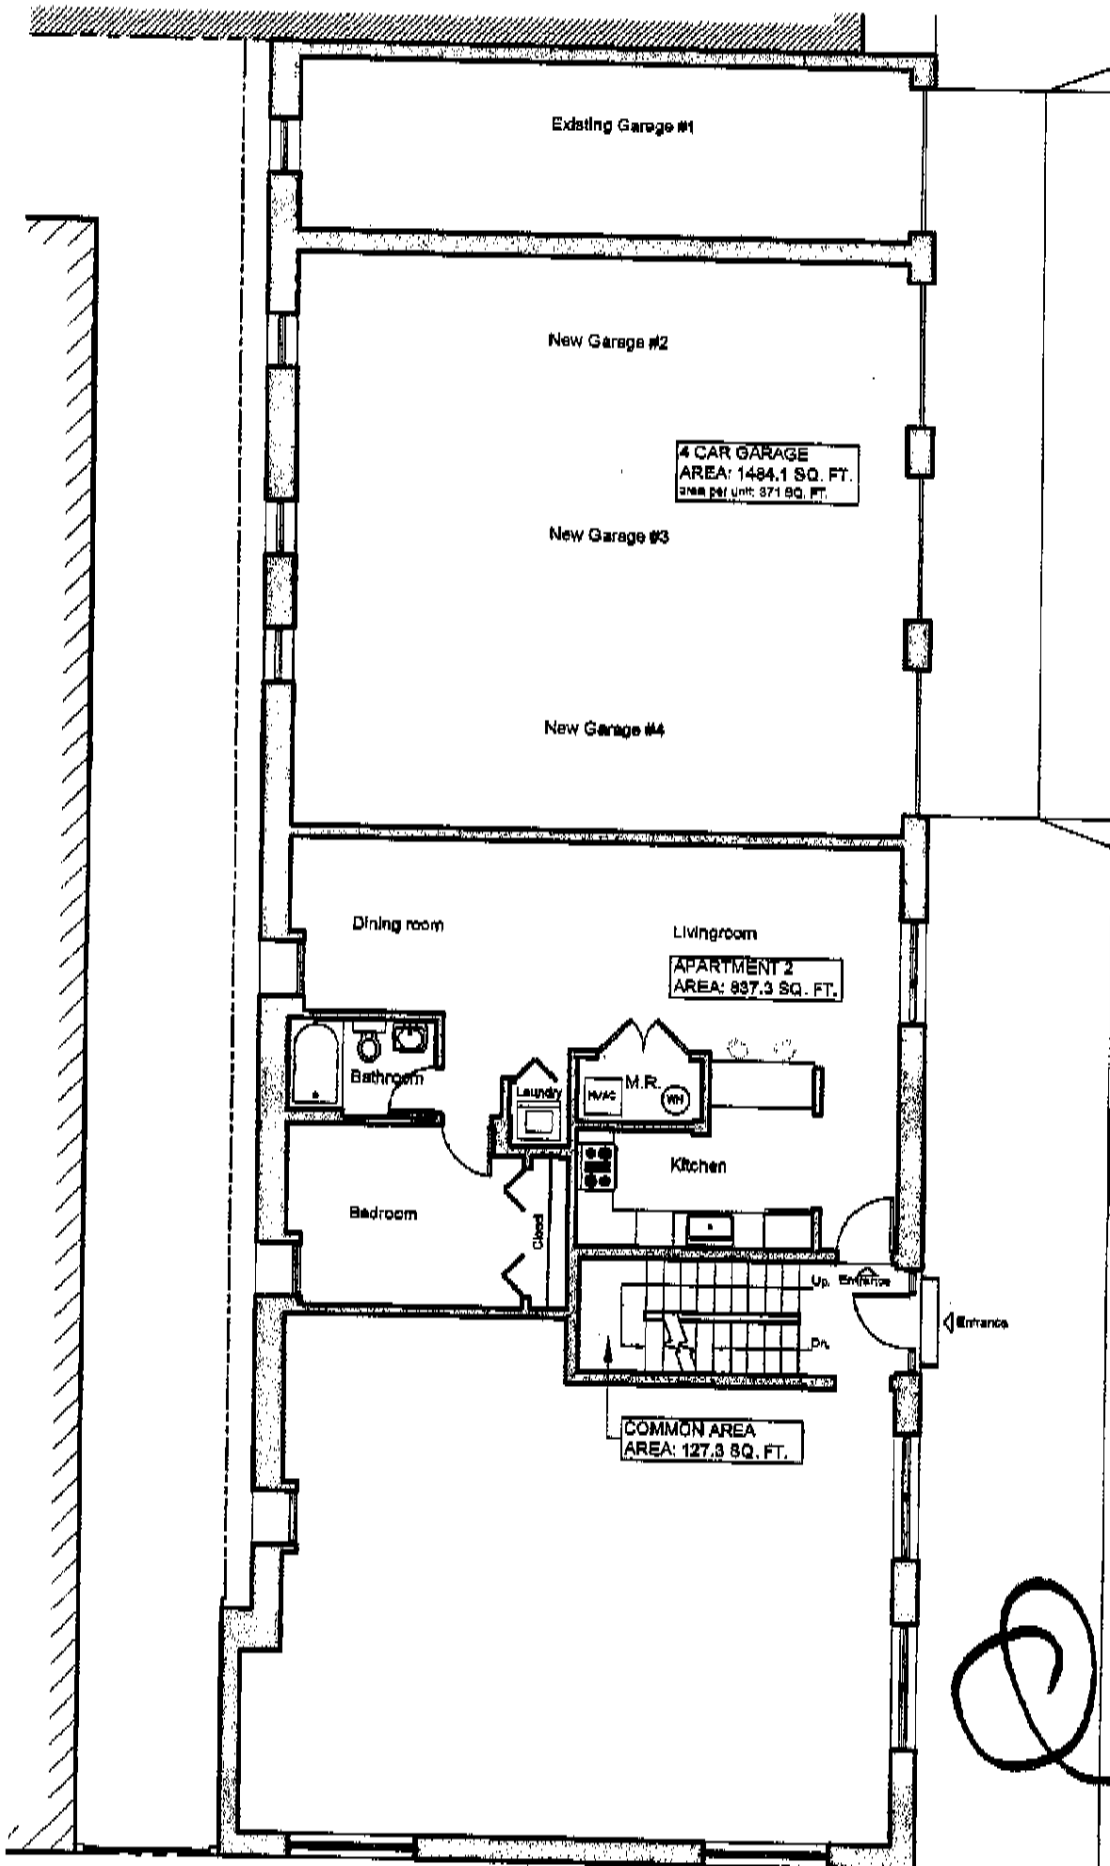 Existing Garage #1
New Garage #2
4 CAR GARAGE
AREA: 1484.1 SQ. FT.
area per unit: 371 SQ. FT.
New Garage #3
New Garage #4
Dining room
Livingroom
APARTMENT 2
AREA: 837.3 SQ. FT.
Bathroom
Laundry
HVAC
M.R.
WH
Kitchen
Bedroom
Closet
Up.
Entrance
Dn.
Entrance
COMMON AREA
AREA: 127.3 SQ. FT.